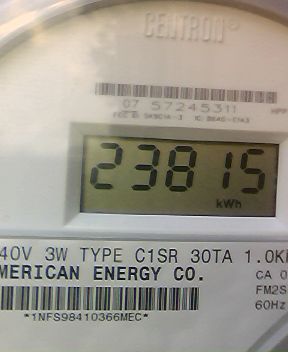 CENTRON®
07 57245311
23815
kWh
40V 3W TYPE C1SR 30TA 1.0K
MERICAN ENERGY CO.
CA 0
FM2S
60Hz
*1NFS98410366MEC*